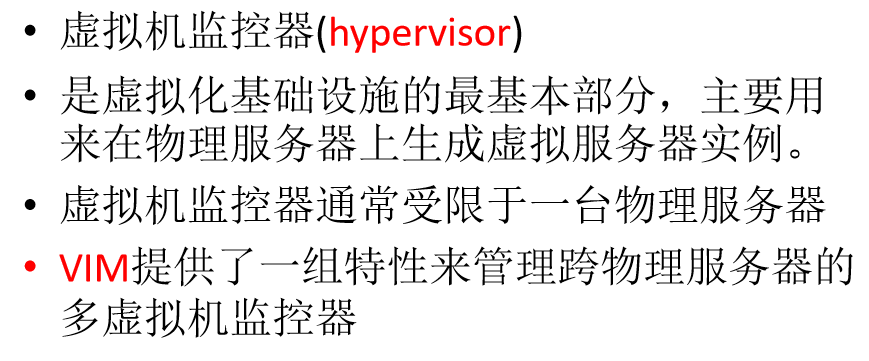 • 虚拟机监控器(hypervisor)
• 是虚拟化基础设施的最基本部分，主要用
来在物理服务器上生成虚拟服务器实例。
• 虚拟机监控器通常受限于一台物理服务器
• VIM提供了一组特性来管理跨物理服务器的
多虚拟机监控器